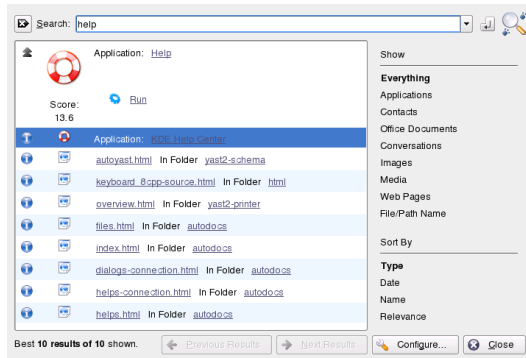 Search: help
Application: Help
Run
Score:
13.6
Application: KDE Help Center
autoyast.html In Folder yast2-schema
keyboard_8cpp-source.html In Folder html
overview.html In Folder yast2-printer
files.html In Folder autodocs
index.html In Folder autodocs
dialogs-connection.html In Folder autodocs
helps-connection.html In Folder autodocs
helps.html In Folder autodocs
Show
Everything
Applications
Contacts
Office Documents
Conversations
Images
Media
Web Pages
File/Path Name
Sort By
Type
Date
Name
Relevance
Best 10 results of 10 shown.
Previous Results
Next Results
Configure...
Close